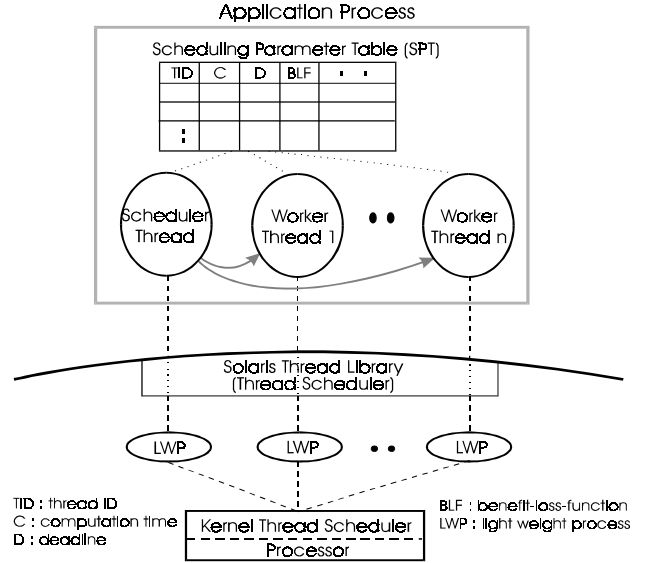 Application Process
Scheduling Parameter Table (SPT)
TID C D BLF
Scheduler
Thread
Worker
Thread 1
Worker
Thread n
Solaris Thread Library
(Thread Scheduler)
LWP LWP LWP
TID : thread ID
C : computation time
D : deadline
BLF : benefit-loss-function
LWP : light weight process
Kernel Thread Scheduler
Processor